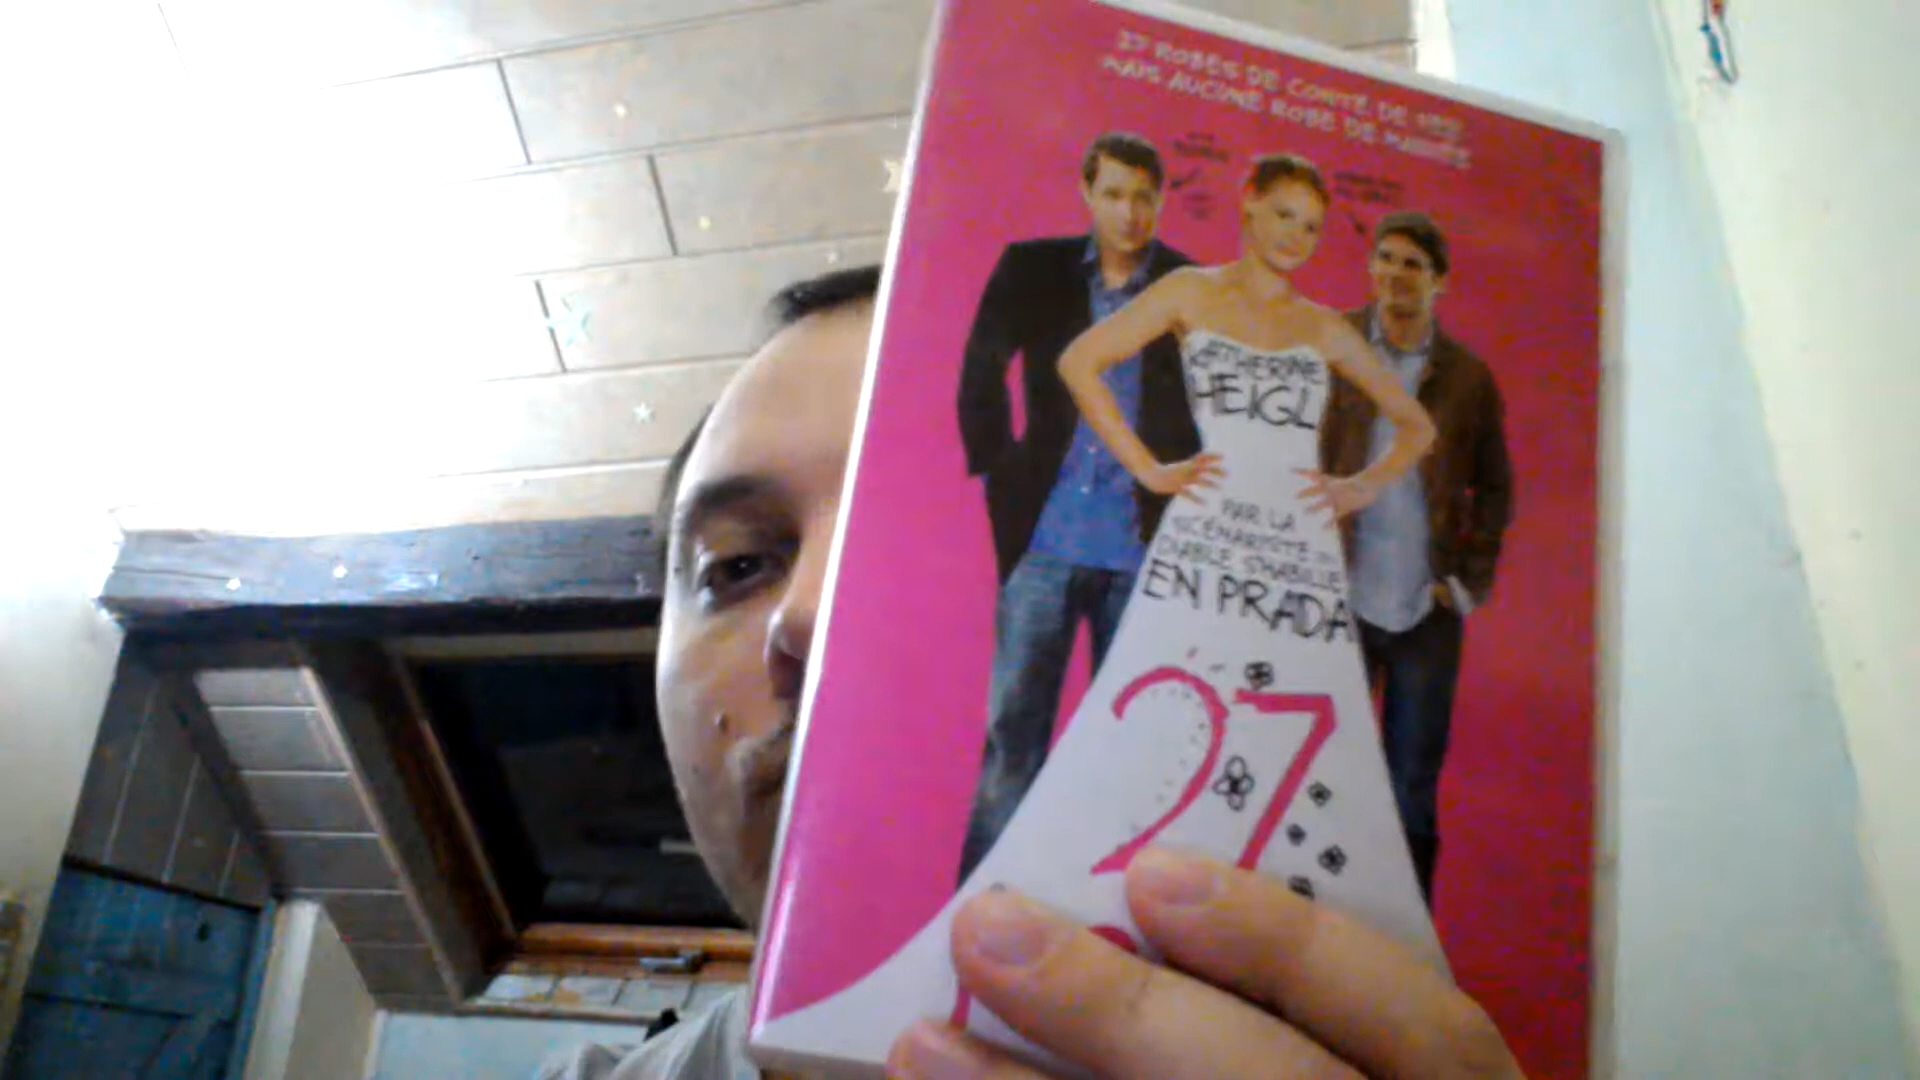 27 ROBES DE CONTE DE FÉE
MAIS AUCUNE ROBE DE MARIÉE
KATHERINE
HEIGL
PAR LA
SCÉNARISTE DU
DIABLE S'HABILLE
EN PRADA
27